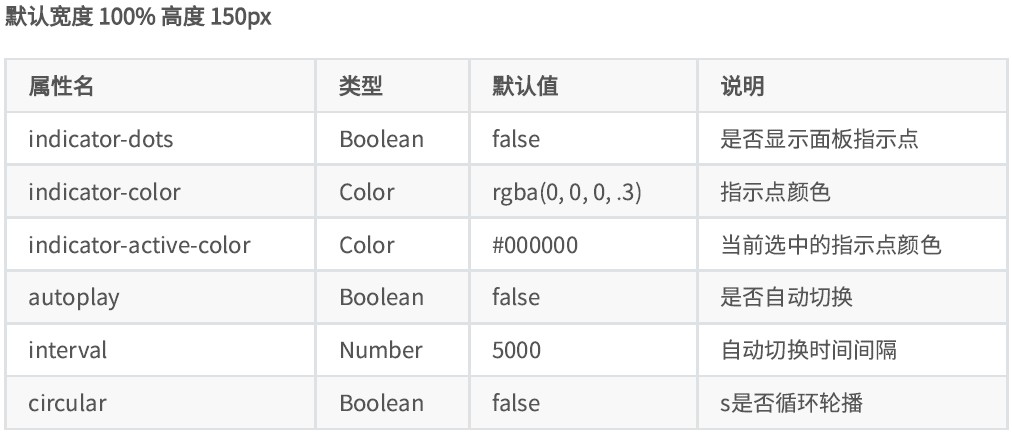 默认宽度 100% 高度 150px
属性名 类型 默认值 说明
indicator-dots Boolean false 是否显示面板指示点
indicator-color Color rgba(0, 0, 0, .3) 指示点颜色
indicator-active-color Color #000000 当前选中的指示点颜色
autoplay Boolean false 是否自动切换
interval Number 5000 自动切换时间间隔
circular Boolean false s是否循环轮播